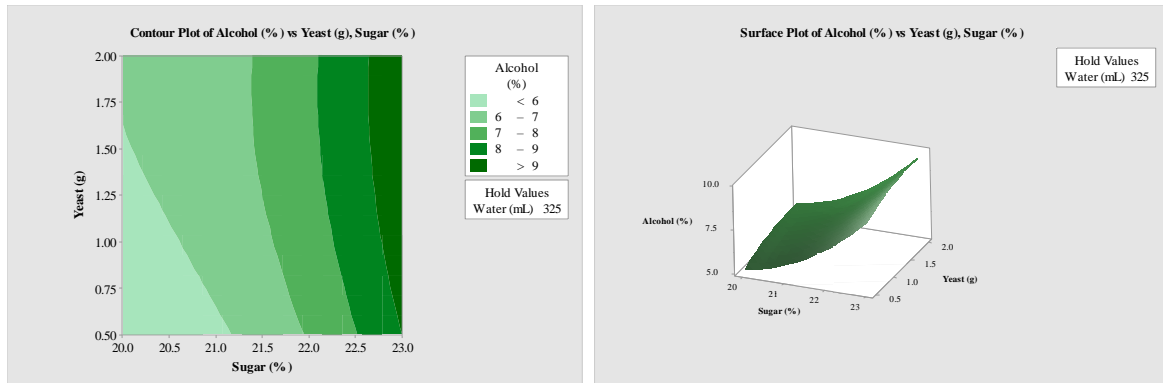 Contour Plot of Alcohol (%) vs Yeast (g), Sugar (%)
2.00
1.75
1.50
1.25
1.00
0.75
0.50
Yeast (g)
20.0 20.5 21.0 21.5 22.0 22.5 23.0
Sugar (%)
Alcohol
(%)
< 6
6 – 7
7 – 8
8 – 9
> 9
Hold Values
Water (mL) 325
Surface Plot of Alcohol (%) vs Yeast (g), Sugar (%)
Hold Values
Water (mL) 325
10.0
7.5
5.0
Alcohol (%)
20
21
22
23
Sugar (%)
2.0
1.5
1.0
0.5
Yeast (g)